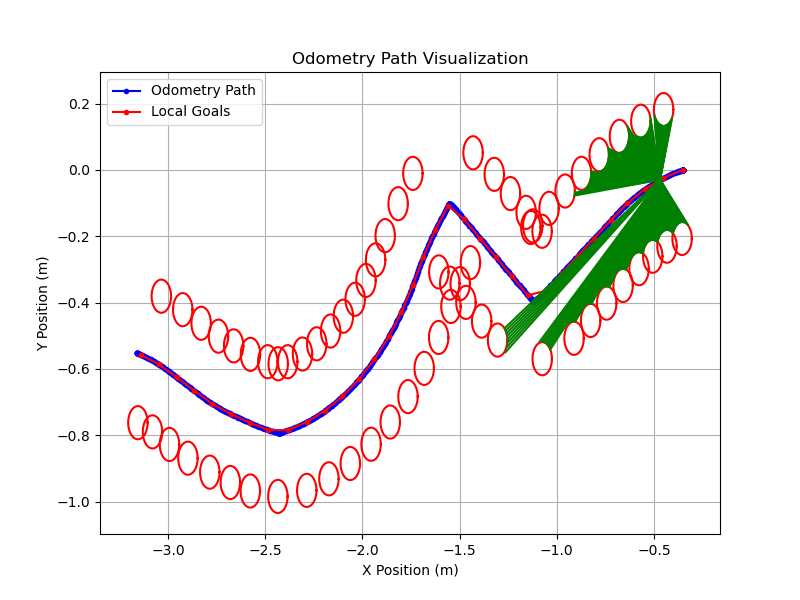 Odometry Path Visualization
Odometry Path
Local Goals
0.2
0.0
−0.2
−0.4
−0.6
−0.8
−1.0
Y Position (m)
−3.0
−2.5
−2.0
−1.5
−1.0
−0.5
X Position (m)